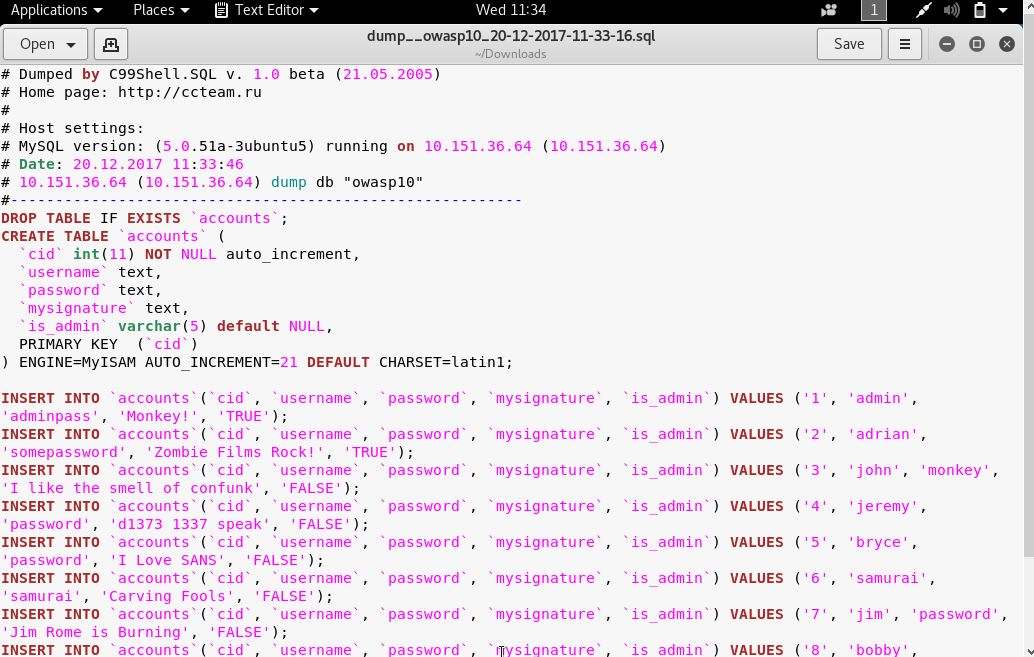 Applications Places Text Editor Wed 11:34 1
Open dump__owasp10_20-12-2017-11-33-16.sql Save
~/Downloads
# Dumped by C99Shell.SQL v. 1.0 beta (21.05.2005)
# Home page: http://ccteam.ru
#
# Host settings:
# MySQL version: (5.0.51a-3ubuntu5) running on 10.151.36.64 (10.151.36.64)
# Date: 20.12.2017 11:33:46
# 10.151.36.64 (10.151.36.64) dump db "owasp10"
#---------------------------------------------------------
DROP TABLE IF EXISTS `accounts`;
CREATE TABLE `accounts` (
`cid` int(11) NOT NULL auto_increment,
`username` text,
`password` text,
`mysignature` text,
`is_admin` varchar(5) default NULL,
PRIMARY KEY  (`cid`)
) ENGINE=MyISAM AUTO_INCREMENT=21 DEFAULT CHARSET=latin1;
INSERT INTO `accounts`(`cid`, `username`, `password`, `mysignature`, `is_admin`) VALUES ('1', 'admin',
'adminpass', 'Monkey!', 'TRUE');
INSERT INTO `accounts`(`cid`, `username`, `password`, `mysignature`, `is_admin`) VALUES ('2', 'adrian',
'somepassword', 'Zombie Films Rock!', 'TRUE');
INSERT INTO `accounts`(`cid`, `username`, `password`, `mysignature`, `is_admin`) VALUES ('3', 'john', 'monkey',
'I like the smell of confunk', 'FALSE');
INSERT INTO `accounts`(`cid`, `username`, `password`, `mysignature`, `is_admin`) VALUES ('4', 'jeremy',
'password', 'd1373 1337 speak', 'FALSE');
INSERT INTO `accounts`(`cid`, `username`, `password`, `mysignature`, `is_admin`) VALUES ('5', 'bryce',
'password', 'I Love SANS', 'FALSE');
INSERT INTO `accounts`(`cid`, `username`, `password`, `mysignature`, `is_admin`) VALUES ('6', 'samurai',
'samurai', 'Carving Fools', 'FALSE');
INSERT INTO `accounts`(`cid`, `username`, `password`, `mysignature`, `is_admin`) VALUES ('7', 'jim', 'password',
'Jim Rome is Burning', 'FALSE');
INSERT INTO `accounts`(`cid`, `username`, `password`, `mysignature`, `is_admin`) VALUES ('8', 'bobby',